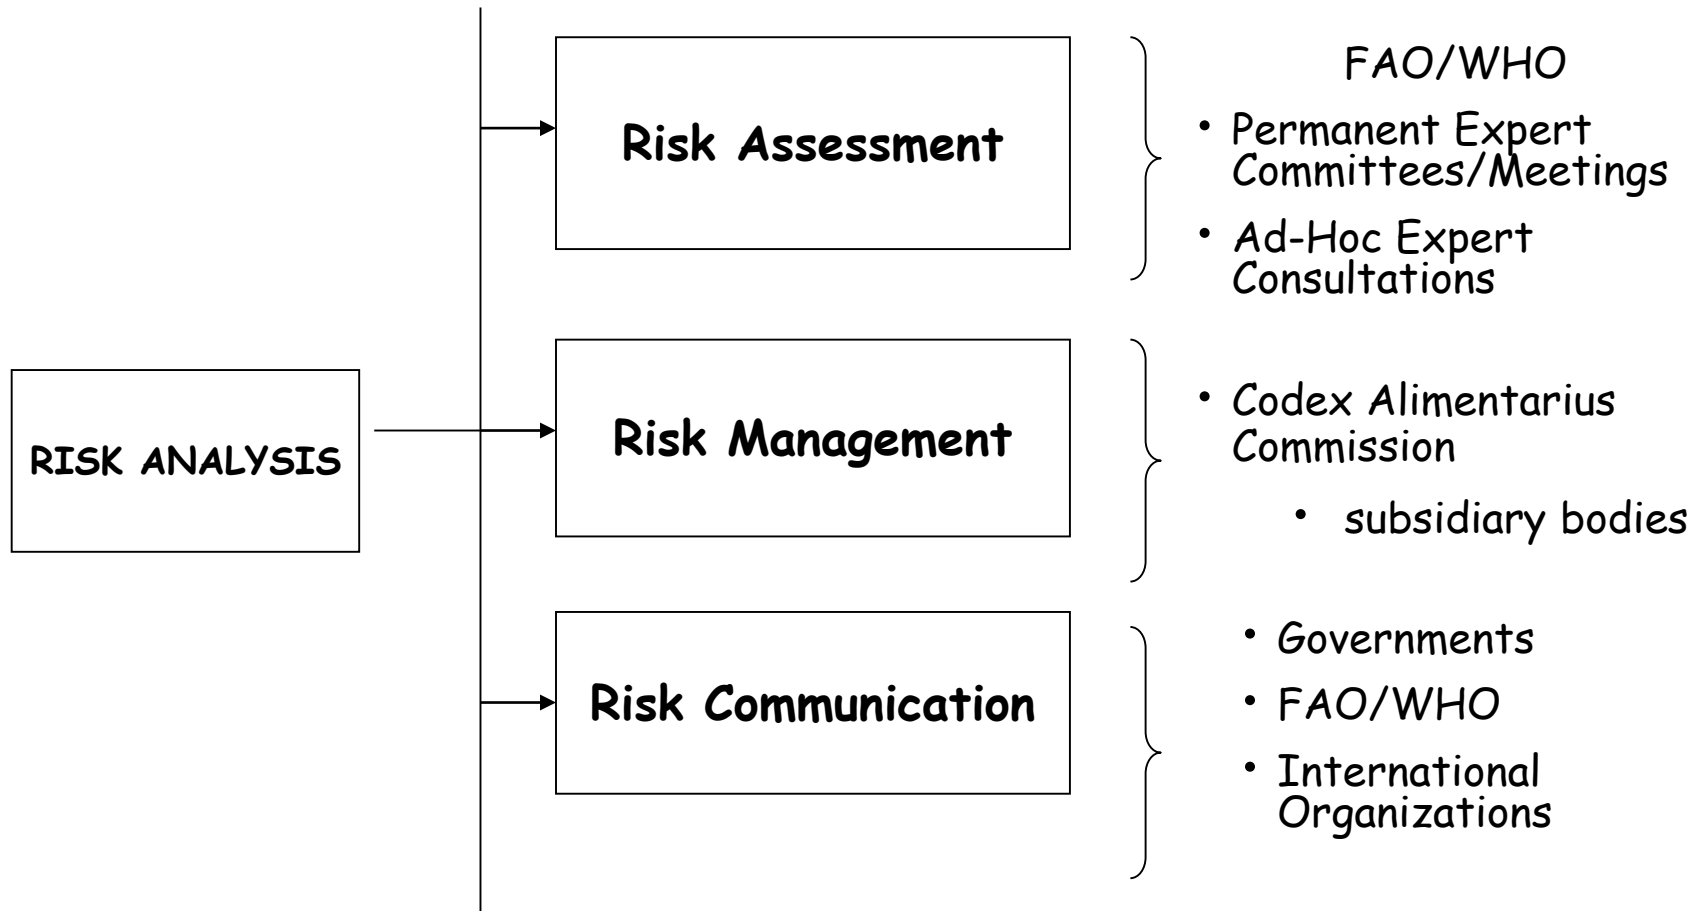 RISK ANALYSIS
Risk Assessment
FAO/WHO
• Permanent Expert
Committees/Meetings
• Ad-Hoc Expert
Consultations
Risk Management
• Codex Alimentarius
Commission
• subsidiary bodies
Risk Communication
• Governments
• FAO/WHO
• International
Organizations